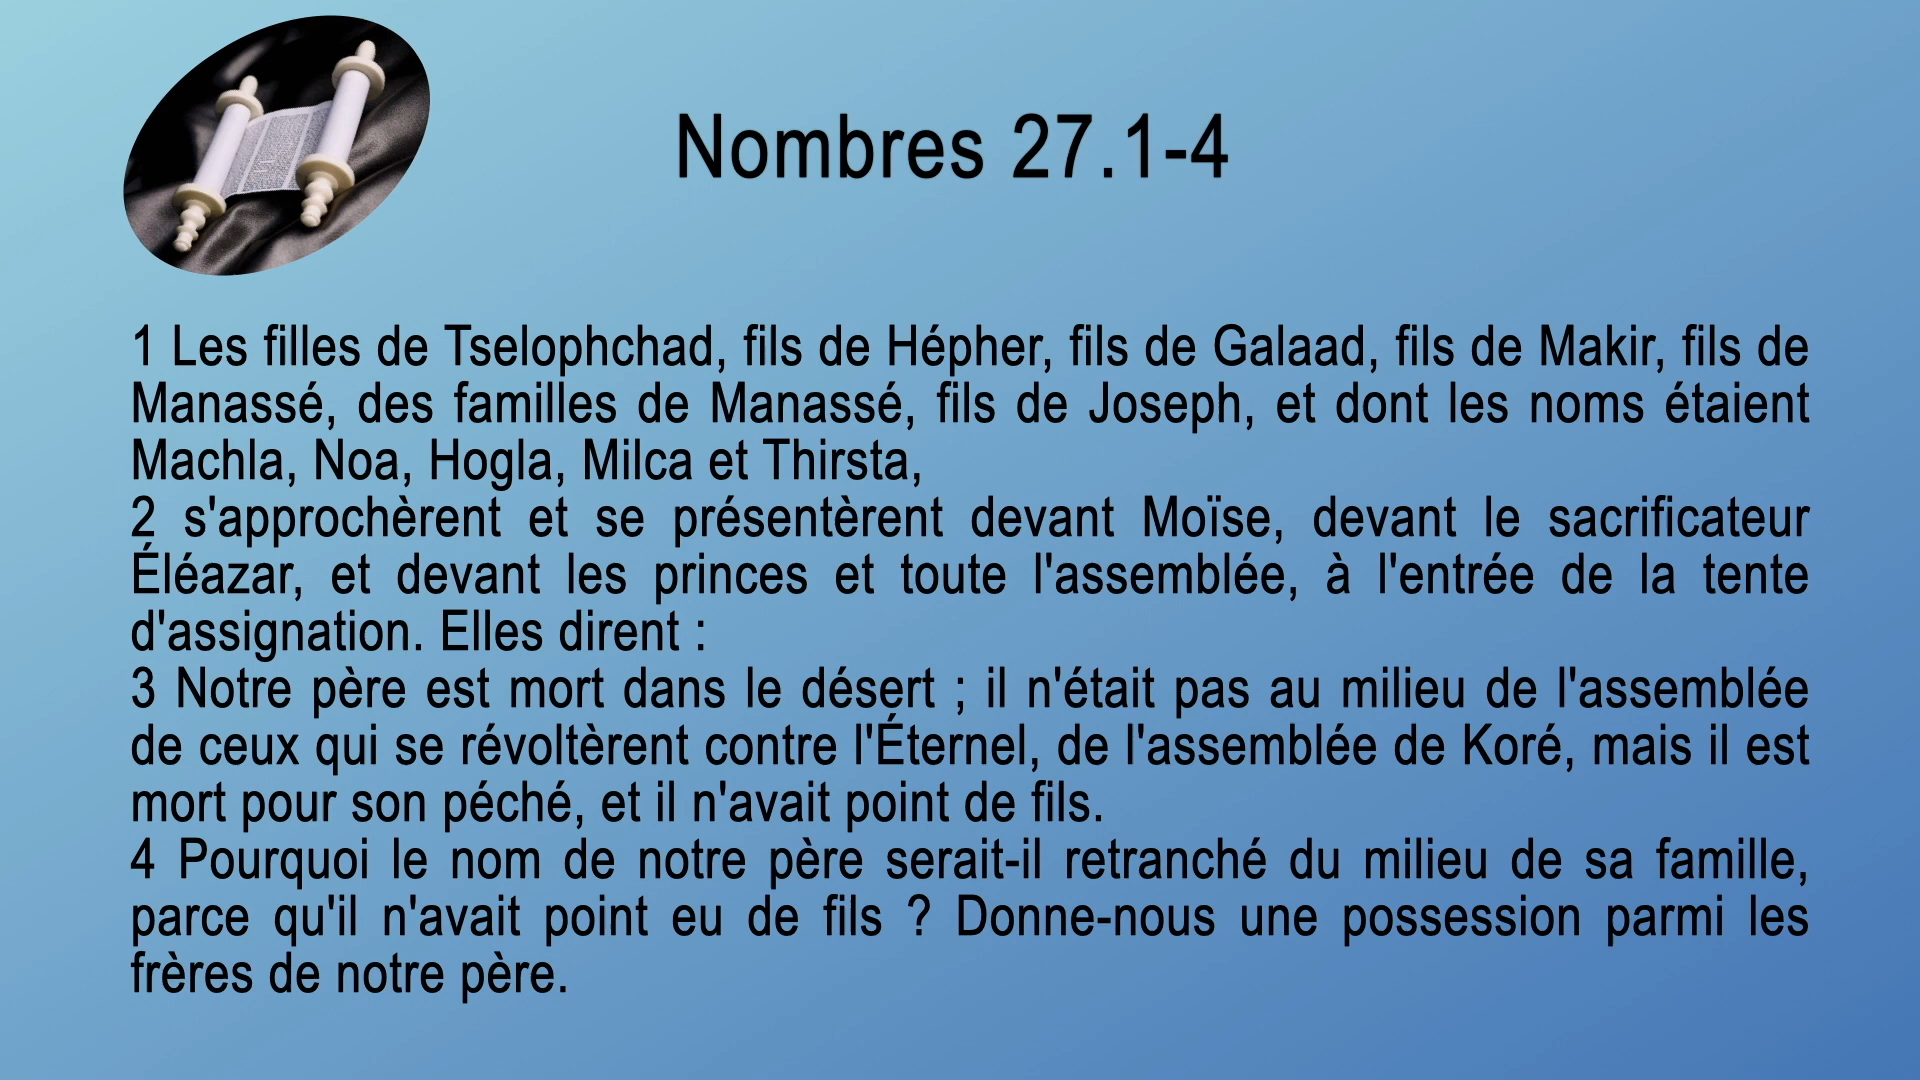 Nombres 27.1-4
1 Les filles de Tselophchad, fils de Hépher, fils de Galaad, fils de Makir, fils de
Manassé, des familles de Manassé, fils de Joseph, et dont les noms étaient
Machla, Noa, Hogla, Milca et Thirsta,
2 s'approchèrent et se présentèrent devant Moïse, devant le sacrificateur
Éléazar, et devant les princes et toute l'assemblée, à l'entrée de la tente
d'assignation. Elles dirent :
3 Notre père est mort dans le désert ; il n'était pas au milieu de l'assemblée
de ceux qui se révoltèrent contre l'Éternel, de l'assemblée de Koré, mais il est
mort pour son péché, et il n'avait point de fils.
4 Pourquoi le nom de notre père serait-il retranché du milieu de sa famille,
parce qu'il n'avait point eu de fils ? Donne-nous une possession parmi les
frères de notre père.